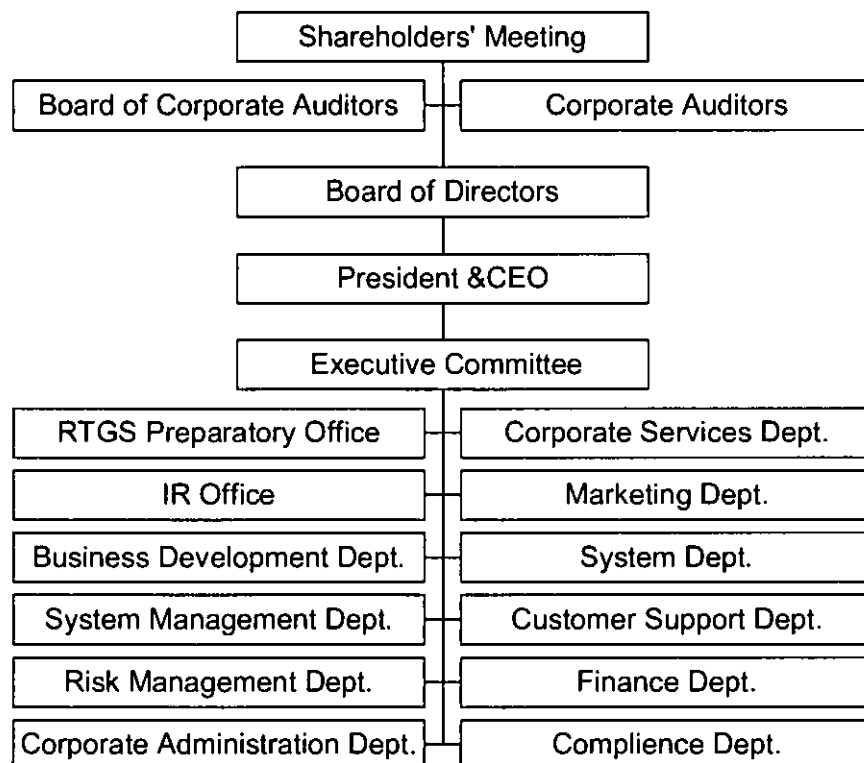 Shareholders' Meeting
Board of Corporate Auditors
Corporate Auditors
Board of Directors
President &CEO
Executive Committee
RTGS Preparatory Office
Corporate Services Dept.
IR Office
Marketing Dept.
Business Development Dept.
System Dept.
System Management Dept.
Customer Support Dept.
Risk Management Dept.
Finance Dept.
Corporate Administration Dept.
Complience Dept.